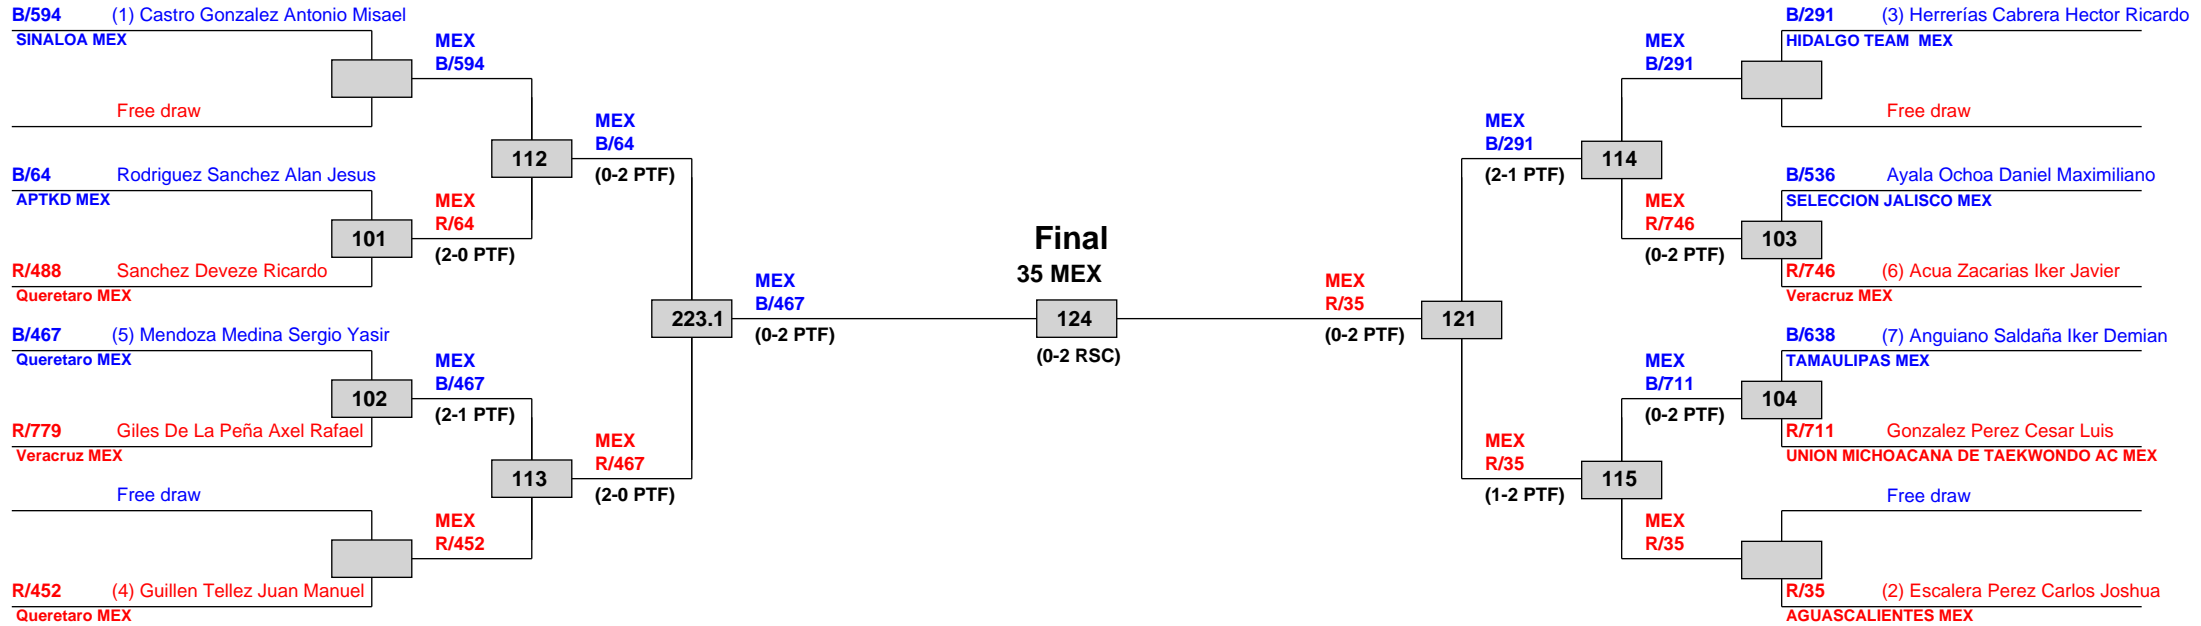 B/594 (1) Castro Gonzalez Antonio Misael
SINALOA MEX
MEX
B/594
Free draw
112
MEX
B/64
(0-2 PTF)
B/64 Rodriguez Sanchez Alan Jesus
APTKD MEX
101
MEX
R/64
(2-0 PTF)
R/488 Sanchez Deveze Ricardo
Queretaro MEX
223.1
MEX
B/467
(0-2 PTF)
B/467 (5) Mendoza Medina Sergio Yasir
Queretaro MEX
102
MEX
B/467
(2-1 PTF)
R/779 Giles De La Peña Axel Rafael
Veracruz MEX
113
MEX
R/467
(2-0 PTF)
Free draw
MEX
R/452
R/452 (4) Guillen Tellez Juan Manuel
Queretaro MEX
Final
35 MEX
124
(0-2 RSC)
MEX
R/35
(0-2 PTF)
121
MEX
B/291
(2-1 PTF)
114
MEX
B/291
B/291 (3) Herrerías Cabrera Hector Ricardo
HIDALGO TEAM MEX
Free draw
MEX
R/746
(0-2 PTF)
103
B/536 Ayala Ochoa Daniel Maximiliano
SELECCION JALISCO MEX
R/746 (6) Acua Zacarias Iker Javier
Veracruz MEX
MEX
R/35
(1-2 PTF)
115
MEX
B/711
(0-2 PTF)
104
B/638 (7) Anguiano Saldaña Iker Demian
TAMAULIPAS MEX
R/711 Gonzalez Perez Cesar Luis
UNION MICHOACANA DE TAEKWONDO AC MEX
Free draw
MEX
R/35
R/35 (2) Escalera Perez Carlos Joshua
AGUASCALIENTES MEX